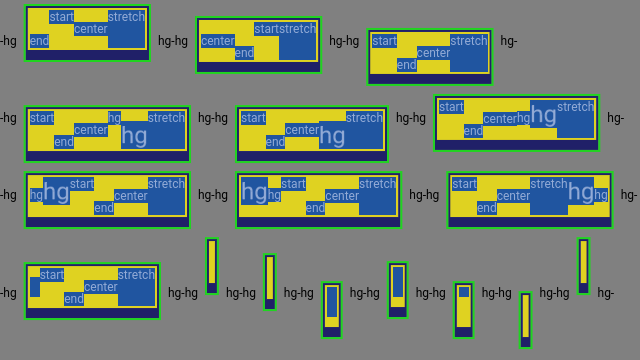 -hg end start center stretch hg-hg center end start stretch hg-hg start end center stretch hg-
-hg start end center hg hg stretch hg-hg start end center hg stretch hg-hg start end center hg hg stretch hg-
-hg hg hg start end center stretch hg-hg hg hg start end center stretch hg-hg start end center stretch hg hg hg-
-hg start end center stretch hg-hg hg-hg hg-hg hg-hg hg-hg hg-hg hg-hg hg-